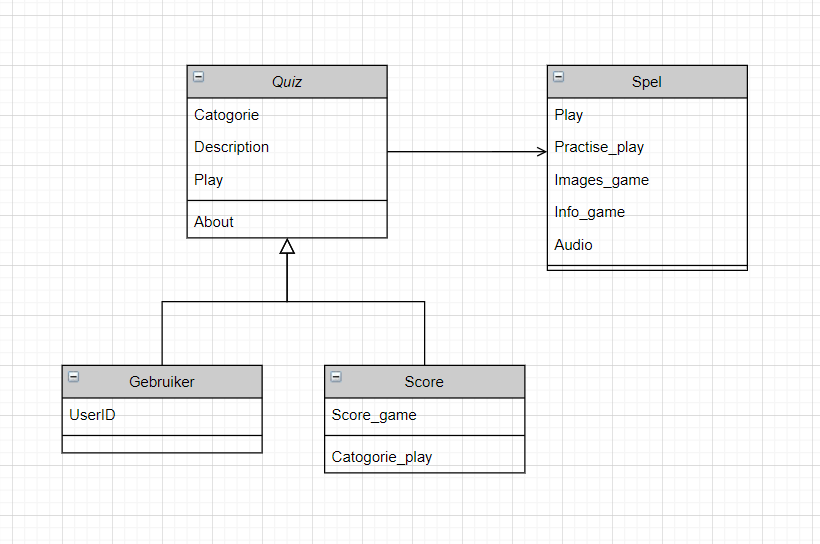 Quiz
Catogorie
Description
Play
About
Spel
Play
Practise_play
Images_game
Info_game
Audio
Gebruiker
UserID
Score
Score_game
Catogorie_play